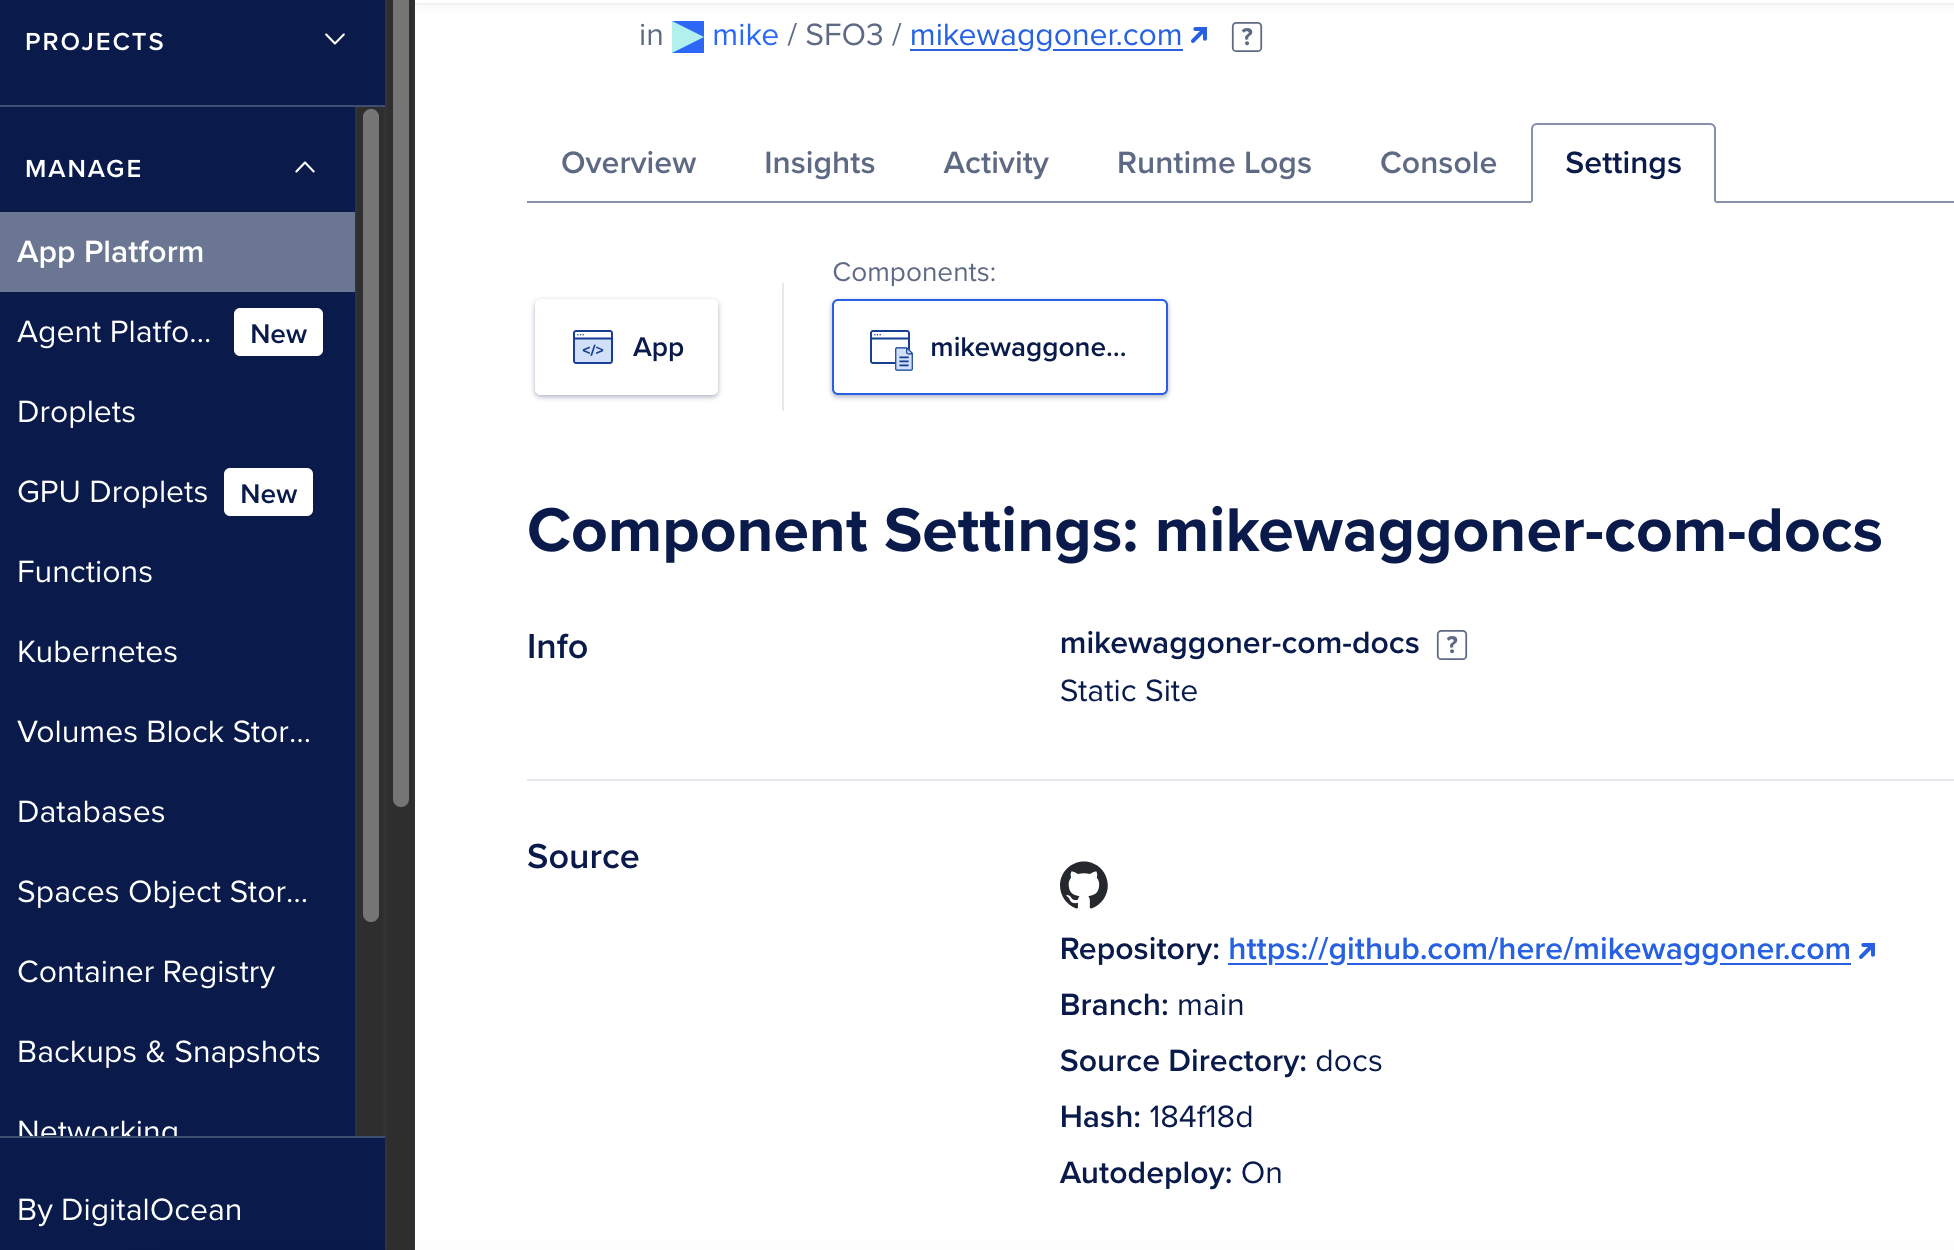 PROJECTS
MANAGE
App Platform
Agent Platfo... New
Droplets
GPU Droplets New
Functions
Kubernetes
Volumes Block Stor...
Databases
Spaces Object Stor...
Container Registry
Backups & Snapshots
Networking
By DigitalOcean
in mike / SFO3 / mikewaggoner.com ?
Overview Insights Activity Runtime Logs Console Settings
Components:
</> App
mikewaggone...
Component Settings: mikewaggoner-com-docs
Info
mikewaggoner-com-docs ?
Static Site
Source
Repository: https://github.com/here/mikewaggoner.com
Branch: main
Source Directory: docs
Hash: 184f18d
Autodeploy: On